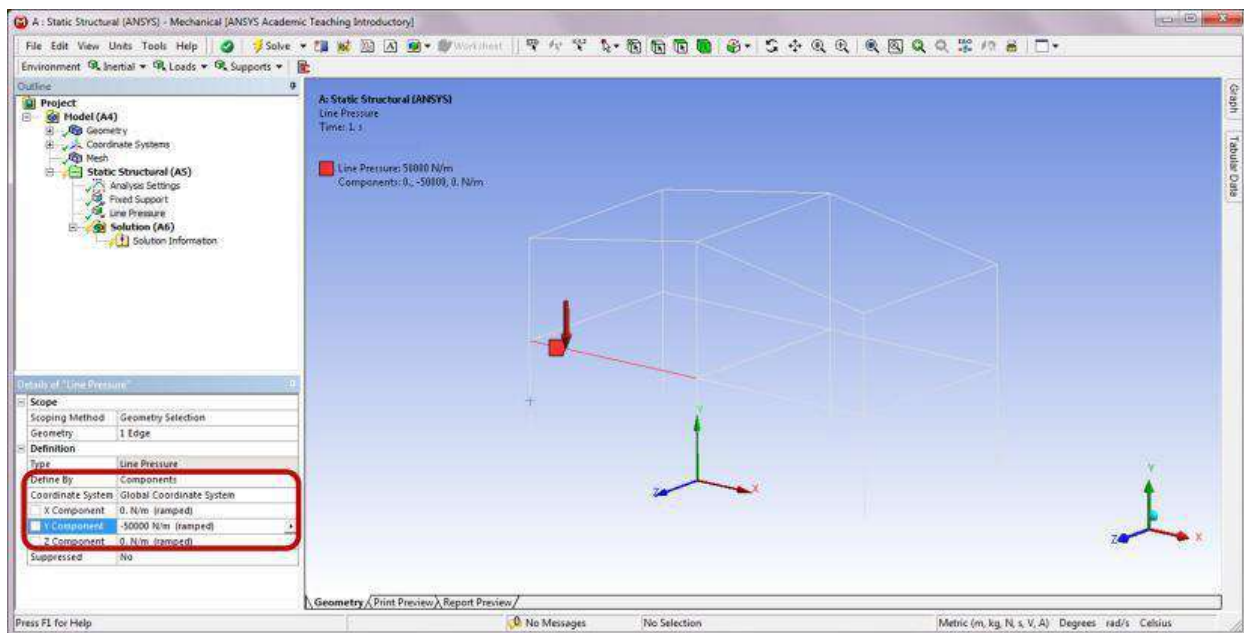 A : Static Structural (ANSYS) - Mechanical [ANSYS Academic Teaching Introductory]
File Edit View Units Tools Help Solve Worksheet
Environment Inertial Loads Supports
Outline
Project
Model (A4)
Geometry
Coordinate Systems
Mesh
Static Structural (A5)
Analysis Settings
Fixed Support
Line Pressure
Solution (A6)
Solution Information
A: Static Structural (ANSYS)
Line Pressure
Time: 1. s
Line Pressure: 50000 N/m
Components: 0., -50000, 0. N/m
Y
X
Z
Y
X
Z
Graph
Tabular Data
Details of "Line Pressure"
Scope
Scoping Method Geometry Selection
Geometry 1 Edge
Definition
Type Line Pressure
Define By Components
Coordinate System Global Coordinate System
X Component 0. N/m (ramped)
Y Component -50000 N/m (ramped)
Z Component 0. N/m (ramped)
Suppressed No
Geometry Print Preview Report Preview
Press F1 for Help No Messages No Selection Metric (m, kg, N, s, V, A) Degrees rad/s Celsius